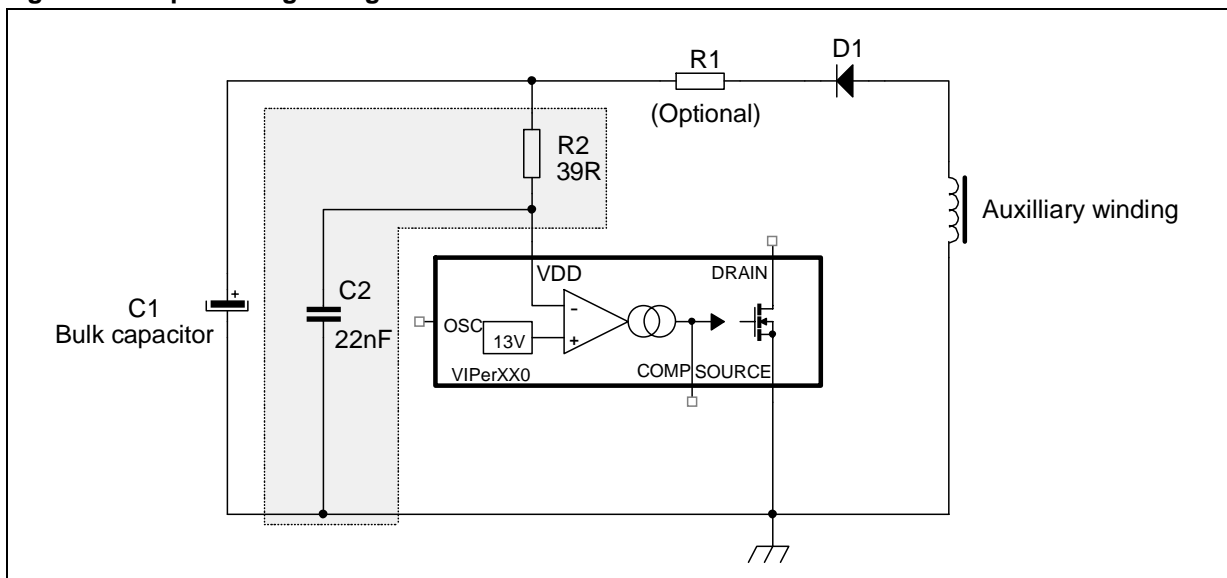 D1
R1
(Optional)
R2
39R
Auxilliary winding
VDD
DRAIN
C1
Bulk capacitor
+
C2
22nF
OSC
13V
-
+
VIPerXX0
COMP
SOURCE